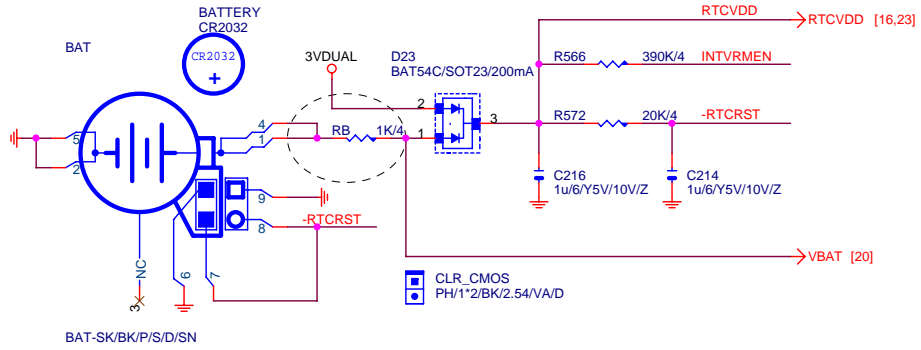 BATTERY
CR2032
BAT
CR2032
+
3VDUAL
D23
BAT54C/SOT23/200mA
RTCVDD
RTCVDD [16,23]
R566 390K/4 INTVRMEN
R572 20K/4 -RTCRST
2
1
3
4
1
RB 1K/4
5
2
C216
1u/6/Y5V/10V/Z
C214
1u/6/Y5V/10V/Z
9
8
-RTCRST
VBAT [20]
NC
3
6
7
CLR_CMOS
PH/1*2/BK/2.54/VA/D
BAT-SK/BK/P/S/D/SN